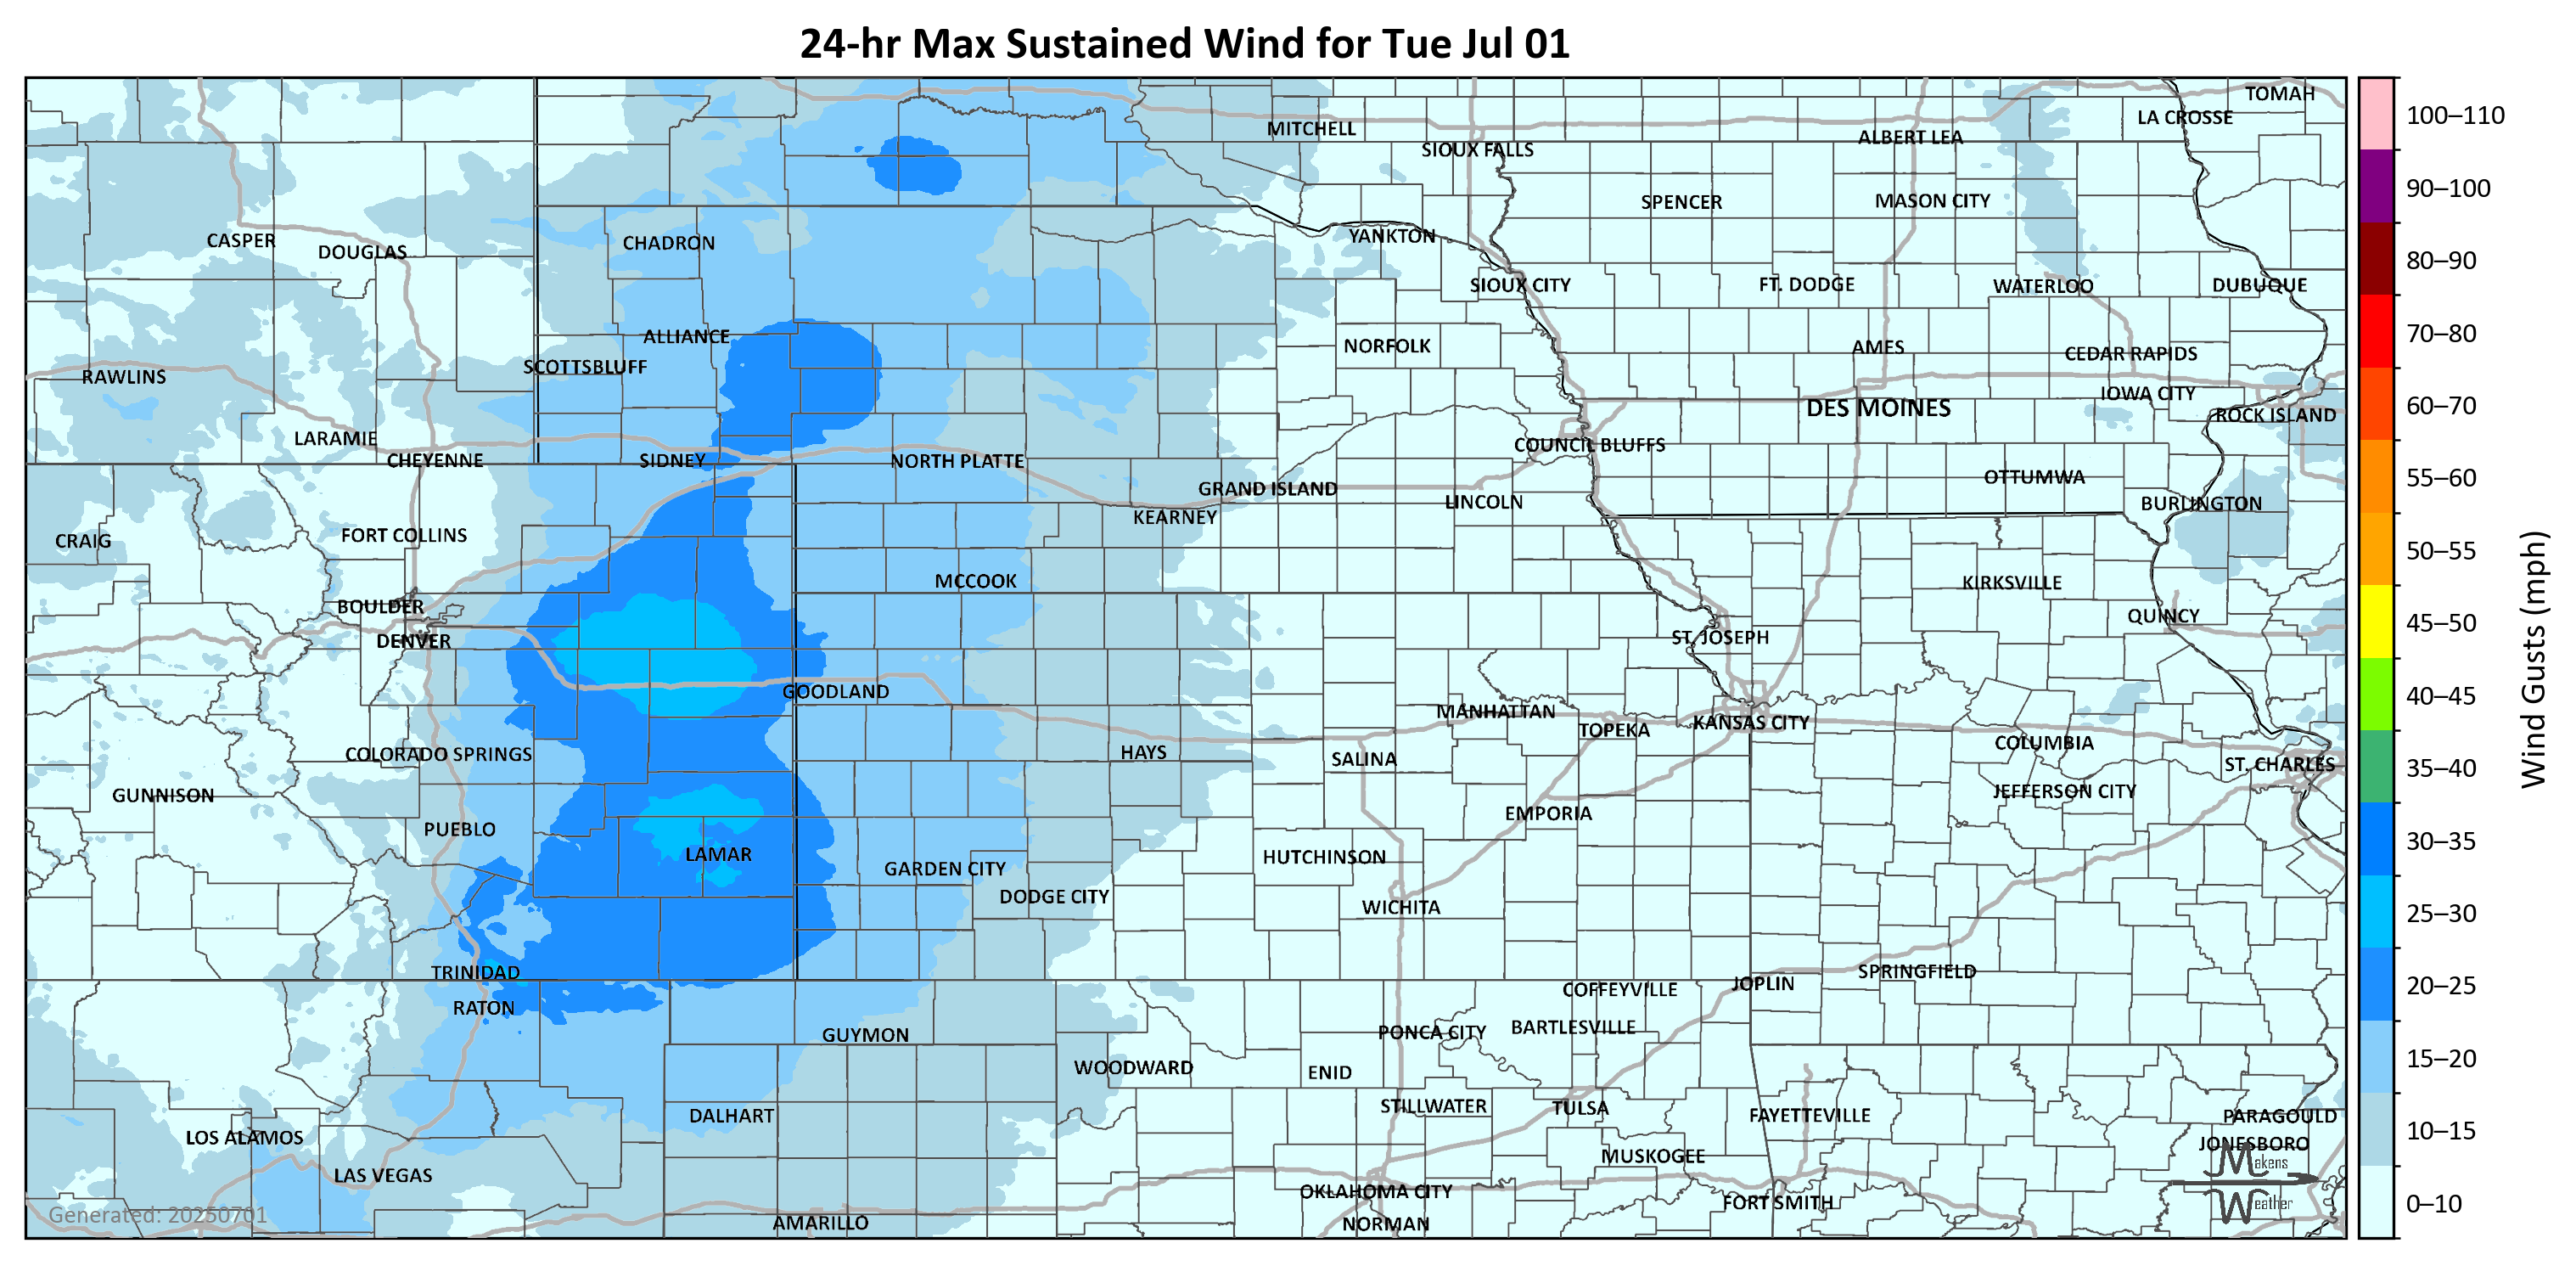 24-hr Max Sustained Wind for Tue Jul 01
TOMAH
LA CROSSE
MITCHELL
ALBERT LEA
SIOUX FALLS
SPENCER
MASON CITY
CASPER
DOUGLAS
CHADRON
YANKTON
SIOUX CITY
FT. DODGE
WATERLOO
DUBUQUE
ALLIANCE
NORFOLK
AMES
CEDAR RAPIDS
SCOTTSBLUFF
RAWLINS
IOWA CITY
DES MOINES
ROCK ISLAND
LARAMIE
COUNCIL BLUFFS
CHEYENNE
SIDNEY
NORTH PLATTE
OTTUMWA
GRAND ISLAND
LINCOLN
BURLINGTON
KEARNEY
CRAIG
FORT COLLINS
MCCOOK
KIRKSVILLE
BOULDER
QUINCY
DENVER
ST. JOSEPH
GOODLAND
MANHATTAN
TOPEKA
KANSAS CITY
COLORADO SPRINGS
HAYS
SALINA
COLUMBIA
ST. CHARLES
GUNNISON
JEFFERSON CITY
EMPORIA
PUEBLO
LAMAR
GARDEN CITY
HUTCHINSON
DODGE CITY
WICHITA
TRINIDAD
SPRINGFIELD
JOPLIN
COFFEYVILLE
RATON
GUYMON
PONCA CITY
BARTLESVILLE
WOODWARD
ENID
DALHART
STILLWATER
TULSA
FAYETTEVILLE
PARAGOULD
LOS ALAMOS
JONESBORO
LAS VEGAS
MUSKOGEE
OKLAHOMA CITY
FORT SMITH
AMARILLO
NORMAN
Generated: 20250701
Makens
Weather
100–110
90–100
80–90
70–80
60–70
55–60
50–55
45–50
40–45
35–40
30–35
25–30
20–25
15–20
10–15
0–10
Wind Gusts (mph)